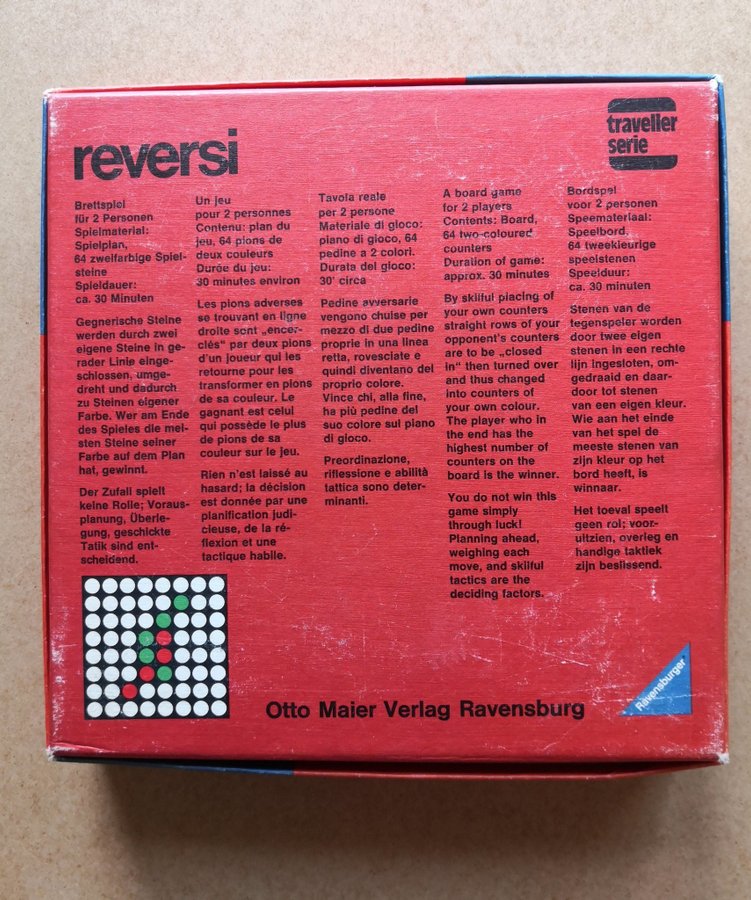 reversi
traveller
serie
Brettspiel
für 2 Personen
Spielmaterial:
Spielplan,
64 zweifarbige Spiel-
steine
Spieldauer:
ca. 30 Minuten
Gegnerische Steine
werden durch zwei
eigene Steine in ge-
rader Linie einge-
schlossen, umge-
dreht und dadurch
zu Steinen eigener
Farbe. Wer am Ende
des Spieles die mei-
sten Steine seiner
Farbe auf dem Plan
hat, gewinnt.
Der Zufall spielt
keine Rolle; Voraus-
planung, Überle-
gung, geschickte
Tatik sind ent-
scheidend.
Un jeu
pour 2 personnes
Contenu: plan du
jeu, 64 pions de
deux couleurs
Durée du jeu:
30 minutes environ
Les pions adverses
se trouvant en ligne
droite sont „encer-
clés" par deux pions
d'un joueur qui les
retourne pour les
transformer en pions
de sa couleur. Le
gagnant est celui
qui possède le plus
de pions de sa
couleur sur le jeu.
Rien n'est laissé au
hasard; la décision
est donnée par une
planification judi-
cieuse, de la ré-
flexion et une
tactique habile.
Tavola reale
per 2 persone
Materiale di gioco:
piano di gioco, 64
pedine a 2 colori.
Durata del gioco:
30' circa
Pedine avversarie
vengono chuise per
mezzo di due pedine
proprie in una linea
retta, rovesciate e
quindi diventano del
proprio colore.
Vince chi, alla fine,
ha più pedine del
suo colore sul piano
di gioco.
Preordinazione,
riflessione e abilità
tattica sono deter-
minanti.
A board game
for 2 players
Contents: Board,
64 two-coloured
counters
Duration of game:
approx. 30 minutes
By skilful placing of
your own counters
straight rows of your
opponent's counters
are to be „closed
in" then turned over
and thus changed
into counters of
your own colour.
The player who in
the end has the
highest number of
counters on the
board is the winner.
You do not win this
game simply
through luck!
Planning ahead,
weighing each
move, and skilful
tactics are the
deciding factors.
Bordspel
voor 2 personen
Speemateriaal:
Speelbord,
64 tweekleurige
speelstenen
Speelduur:
ca. 30 minuten
Stenen van de
tegenspeler worden
door twee eigen
stenen in een rechte
lijn ingesloten, om-
gedraaid en daar-
door tot stenen
van een eigen kleur.
Wie aan het einde
van het spel de
meeste stenen van
zijn kleur op het
bord heeft, is
winnaar.
Het toeval speelt
geen rol; voor-
uitzien, overleg en
handige taktiek
zijn beslissend.
Otto Maier Verlag Ravensburg
Ravensburger